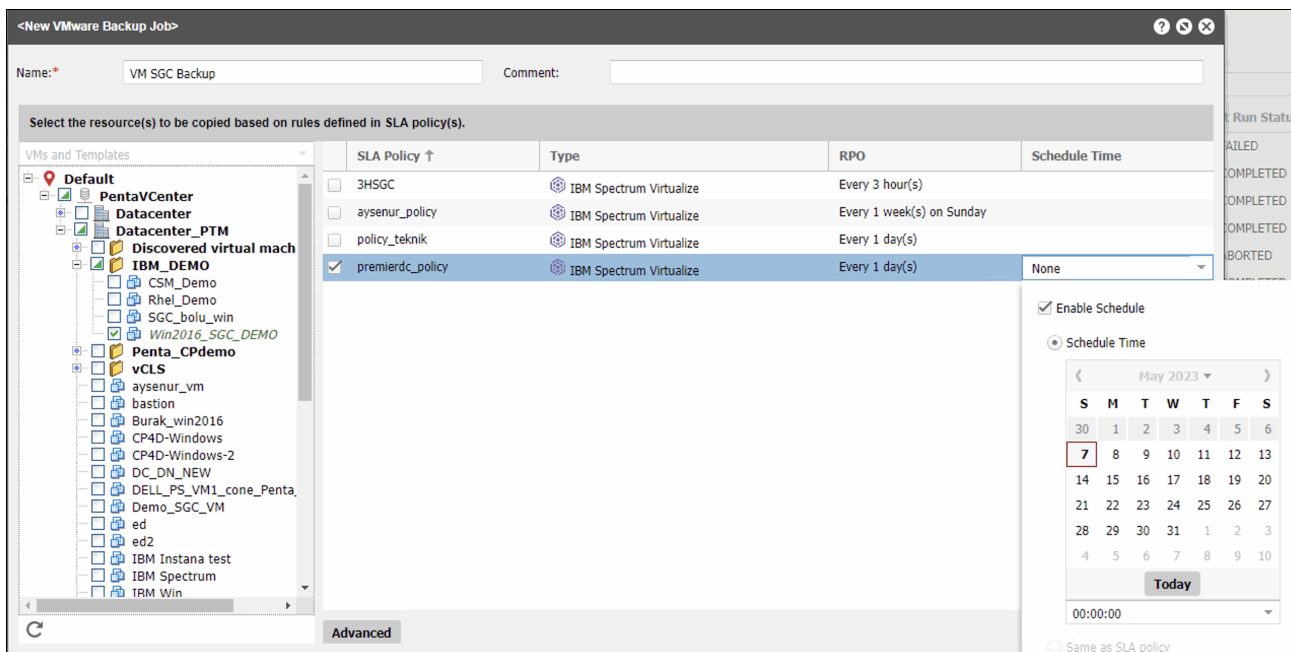 <New VMware Backup Job>
Name:* VM SGC Backup Comment:
Select the resource(s) to be copied based on rules defined in SLA policy(s).
VMs and Templates
Default
PentaVCenter
Datacenter
Datacenter_PTM
Discovered virtual mach
IBM_DEMO
CSM_Demo
Rhel_Demo
SGC_bolu_win
Win2016_SGC_DEMO
Penta_CPdemo
vCLS
aysenur_vm
bastion
Burak_win2016
CP4D-Windows
CP4D-Windows-2
DC_DN_NEW
DELL_PS_VM1_cone_Penta_
Demo_SGC_VM
ed
ed2
IBM Instana test
IBM Spectrum
IBM Win
SLA Policy ↑ Type RPO Schedule Time
3HSGC IBM Spectrum Virtualize Every 3 hour(s)
aysenur_policy IBM Spectrum Virtualize Every 1 week(s) on Sunday
policy_teknik IBM Spectrum Virtualize Every 1 day(s)
premierdc_policy IBM Spectrum Virtualize Every 1 day(s) None
Enable Schedule
Schedule Time
May 2023
S M T W T F S
30 1 2 3 4 5 6
7 8 9 10 11 12 13
14 15 16 17 18 19 20
21 22 23 24 25 26 27
28 29 30 31 1 2 3
4 5 6 7 8 9 10
Today
00:00:00
Same as SLA policy
Advanced
t Run Statu
AILED
COMPLETED
COMPLETED
COMPLETED
ABORTED